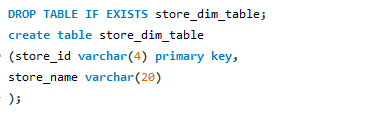 DROP TABLE IF EXISTS store_dim_table;
create table store_dim_table
(store_id varchar(4) primary key,
store_name varchar(20)
);